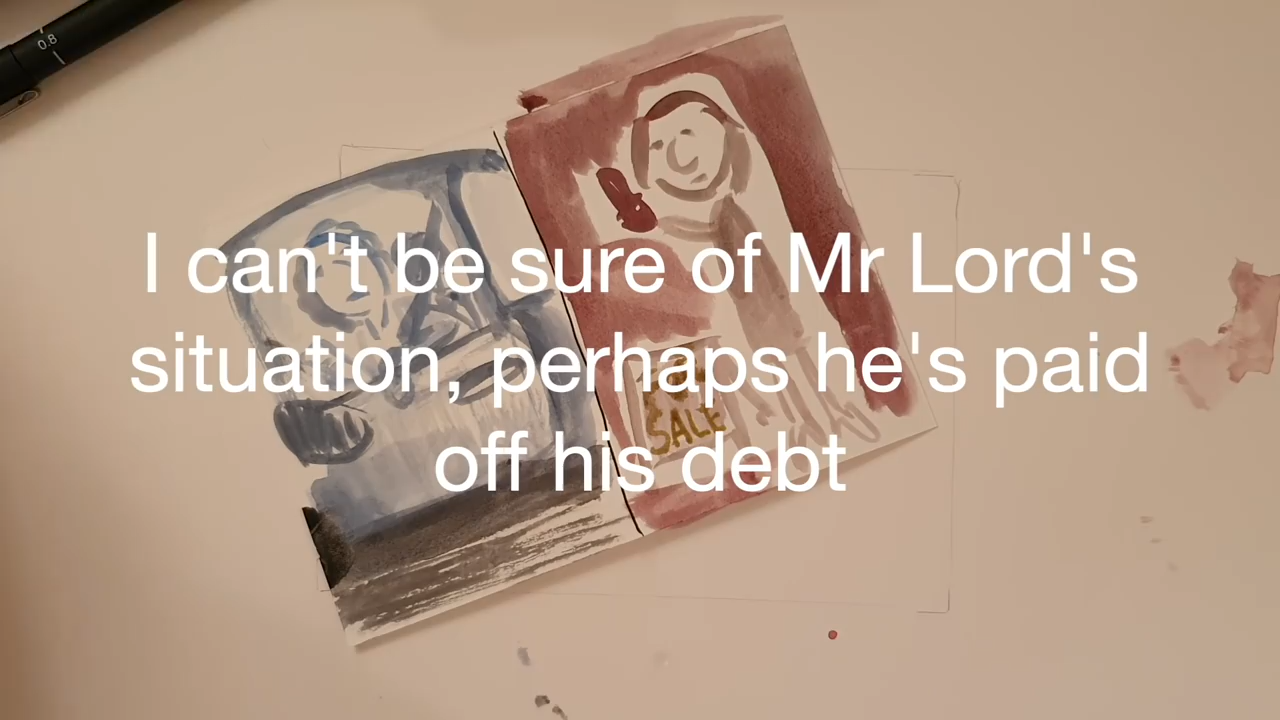 0.8
I can't be sure of Mr Lord's
situation, perhaps he's paid
off his debt
SALE